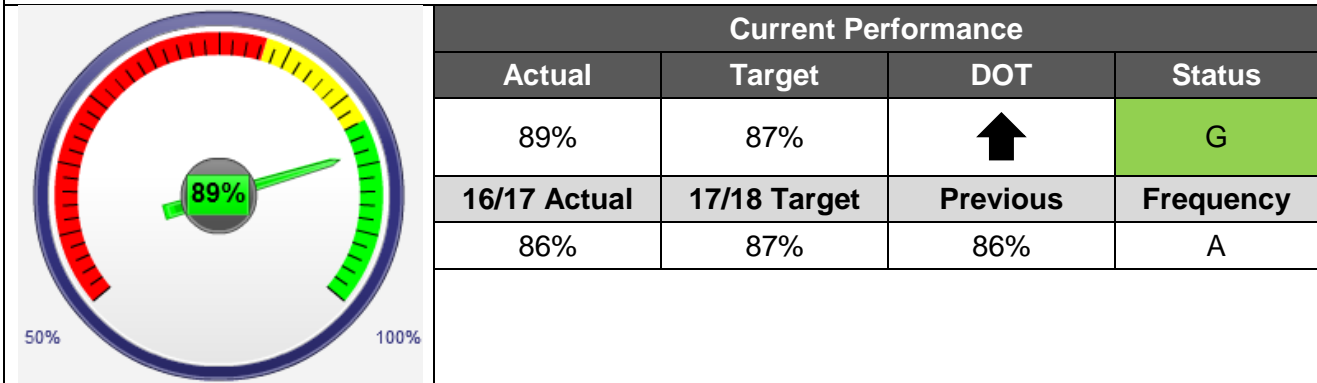 89%
50%
100%
Current Performance
Actual Target DOT Status
89% 87% G
16/17 Actual 17/18 Target Previous Frequency
86% 87% 86% A